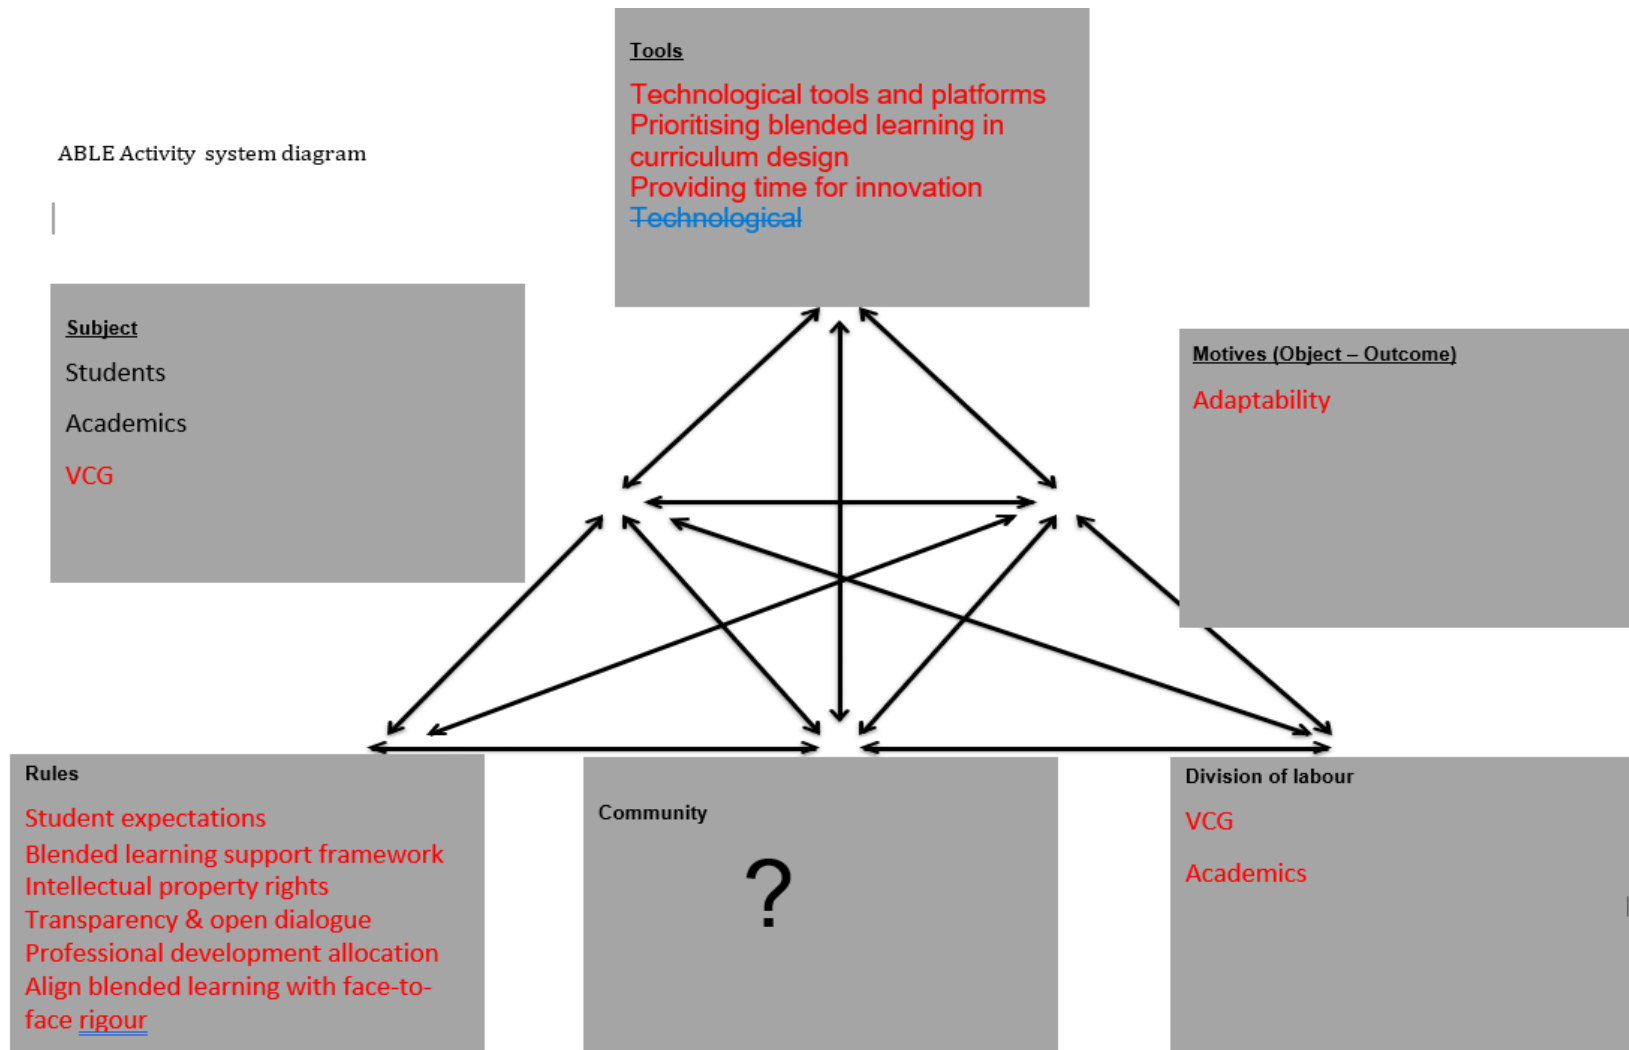 Tools
Technological tools and platforms
Prioritising blended learning in
curriculum design
Providing time for innovation
Technological
ABLE Activity system diagram
Subject
Students
Academics
VCG
Motives (Object – Outcome)
Adaptability
Rules
Student expectations
Blended learning support framework
Intellectual property rights
Transparency & open dialogue
Professional development allocation
Align blended learning with face-to-
face rigour
Community
?
Division of labour
VCG
Academics